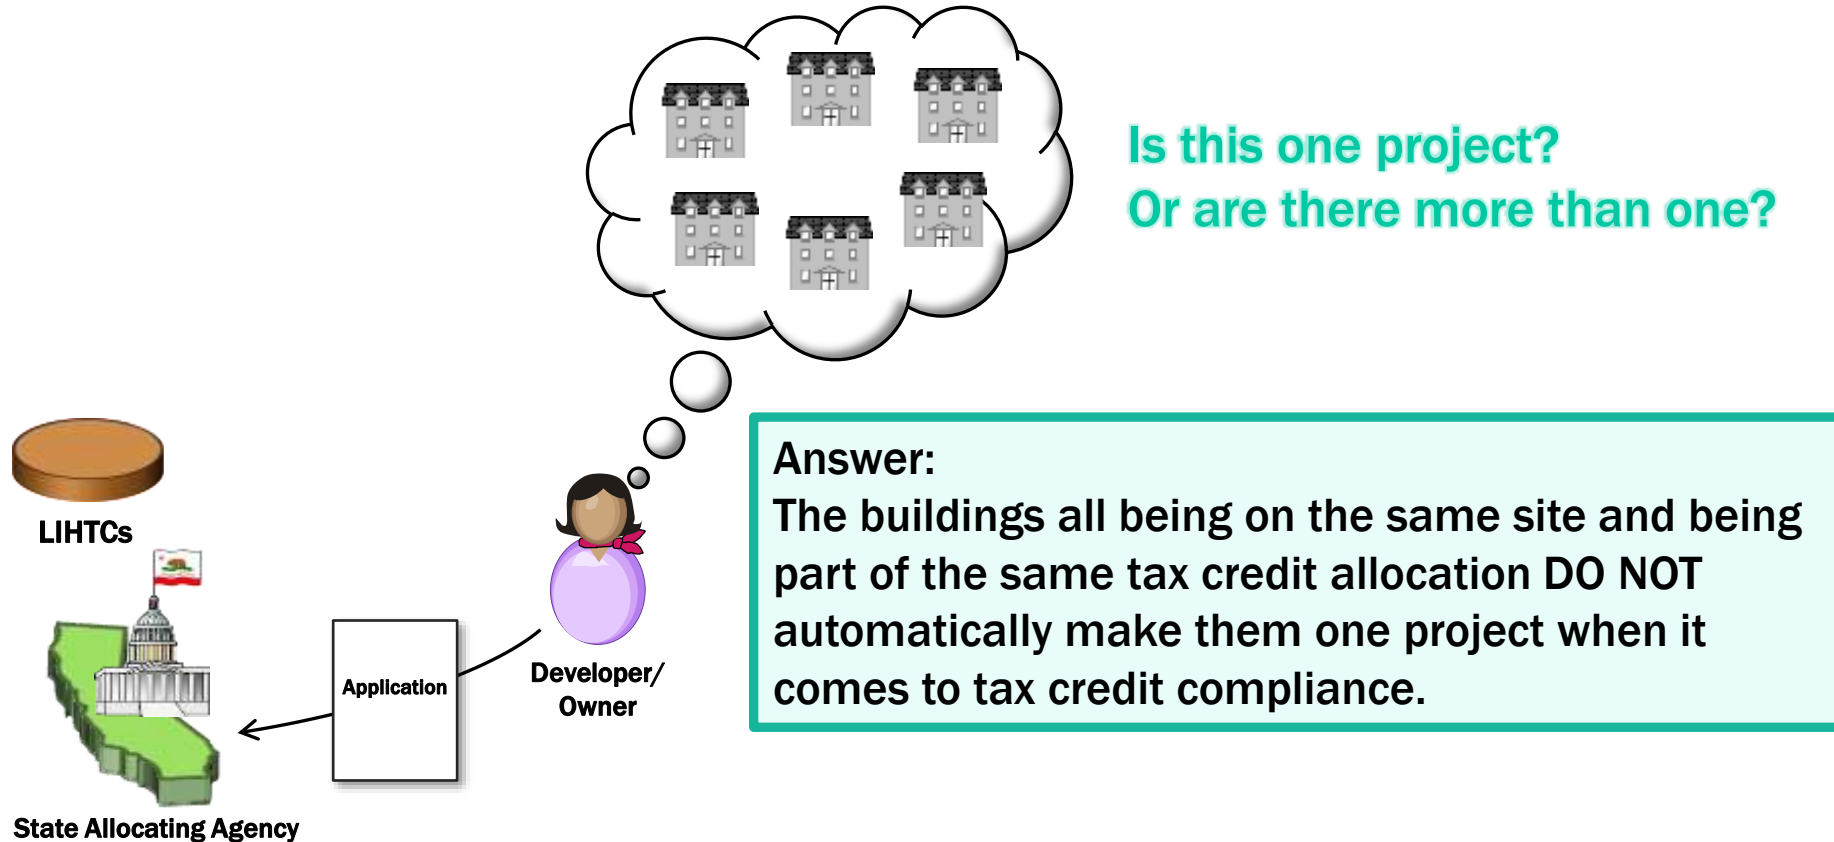 Is this one project?
Or are there more than one?
Answer:
The buildings all being on the same site and being
part of the same tax credit allocation DO NOT
automatically make them one project when it
comes to tax credit compliance.
LIHTCs
Application
Developer/
Owner
State Allocating Agency